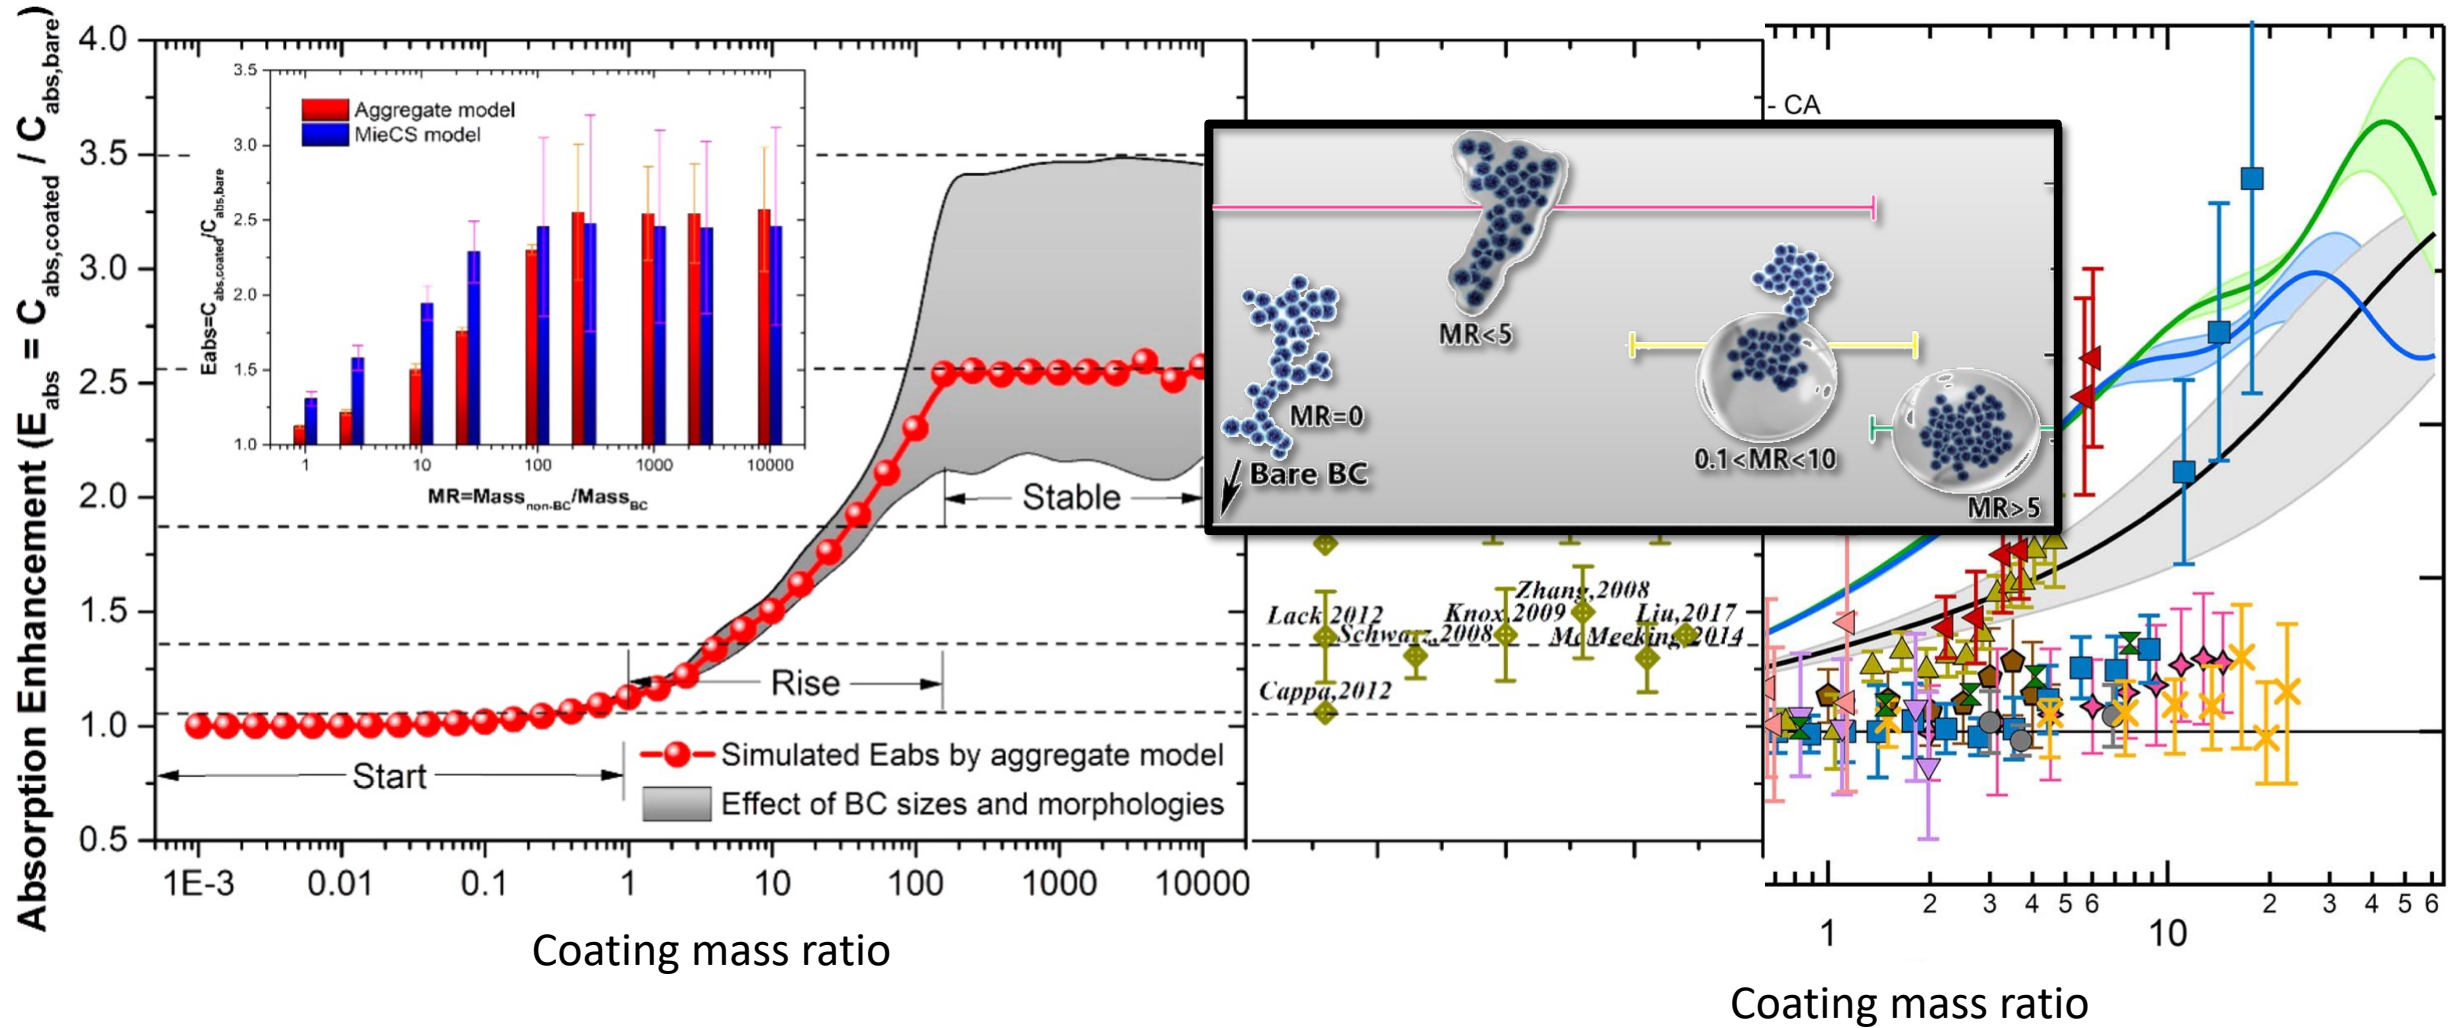 Absorption Enhancement (Eabs = Cabs,coated / Cabs,bare)
4.0
3.5
3.0
2.5
2.0
1.5
1.0
0.5
3.5
3.0
2.5
2.0
1.5
1.0
Eabs=Cabs,coated/Cabs,bare
Aggregate model
MieCS model
1 10 100 1000 10000
MR=Massnon-BC/MassBC
Stable
Rise
Start
Simulated Eabs by aggregate model
Effect of BC sizes and morphologies
1E-3 0.01 0.1 1 10 100 1000 10000
Coating mass ratio
- CA
MR<5
MR=0
Bare BC
0.1<MR<10
MR>5
Zhang,2008
Lack,2012
Knox,2009
Liu,2017
Schwarz,2008
McMeeking,2014
Cappa,2012
2 3 4 5 6 2 3 4 5 6
1 10
Coating mass ratio